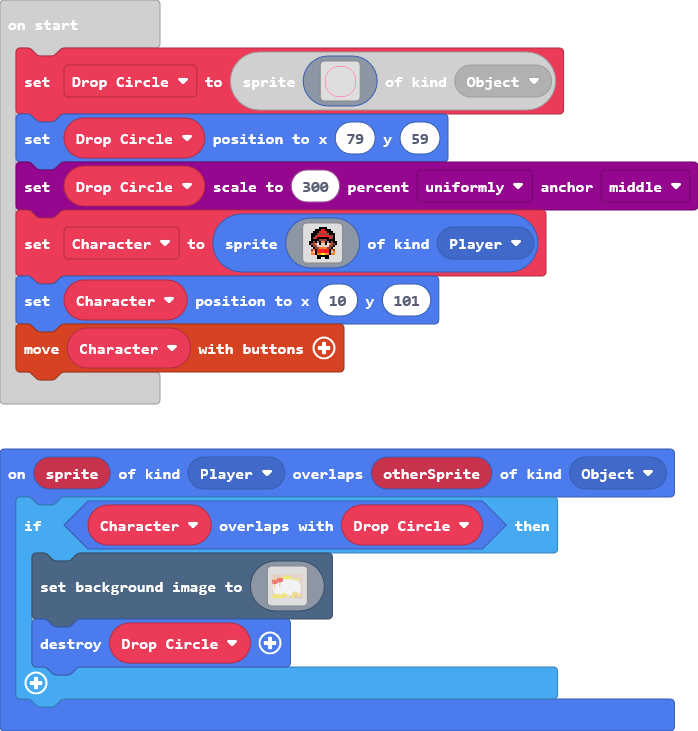 on start
set Drop Circle to sprite of kind Object
set Drop Circle position to x 79 y 59
set Drop Circle scale to 300 percent uniformly anchor middle
set Character to sprite of kind Player
set Character position to x 10 y 101
move Character with buttons
on sprite of kind Player overlaps otherSprite of kind Object
if Character overlaps with Drop Circle then
set background image to
destroy Drop Circle